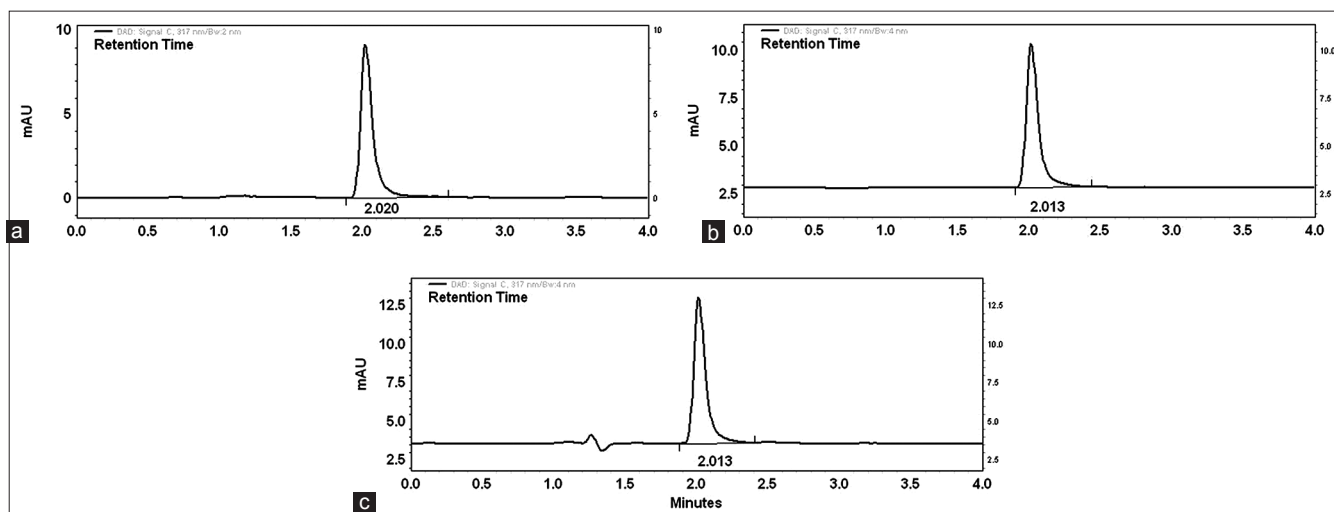 DAD: Signal C, 317 nm/Bw:2 nm
Retention Time
10
5
0
mAU
10
5
0
2.020
0.0 0.5 1.0 1.5 2.0 2.5 3.0 3.5 4.0
a
DAD: Signal C, 317 nm/Bw:4 nm
Retention Time
10.0
7.5
5.0
2.5
mAU
10.0
7.5
5.0
2.5
2.013
0.0 0.5 1.0 1.5 2.0 2.5 3.0 3.5 4.0
b
DAD: Signal C, 317 nm/Bw:4 nm
Retention Time
12.5
10.0
7.5
5.0
2.5
mAU
12.5
10.0
7.5
5.0
2.5
2.013
0.0 0.5 1.0 1.5 2.0 2.0 3.0 3.5 4.0
Minutes
c